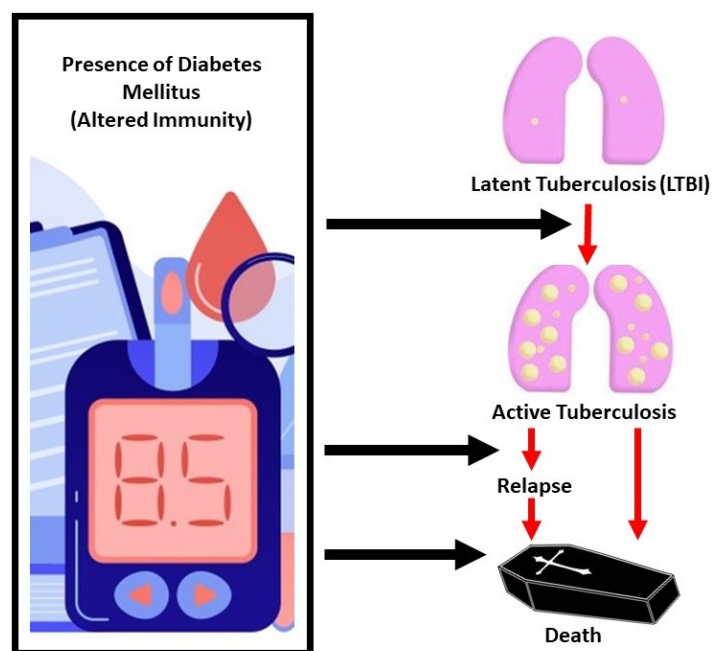 Presence of Diabetes
Mellitus
(Altered Immunity)
Latent Tuberculosis (LTBI)
Active Tuberculosis
8.5
Relapse
Death